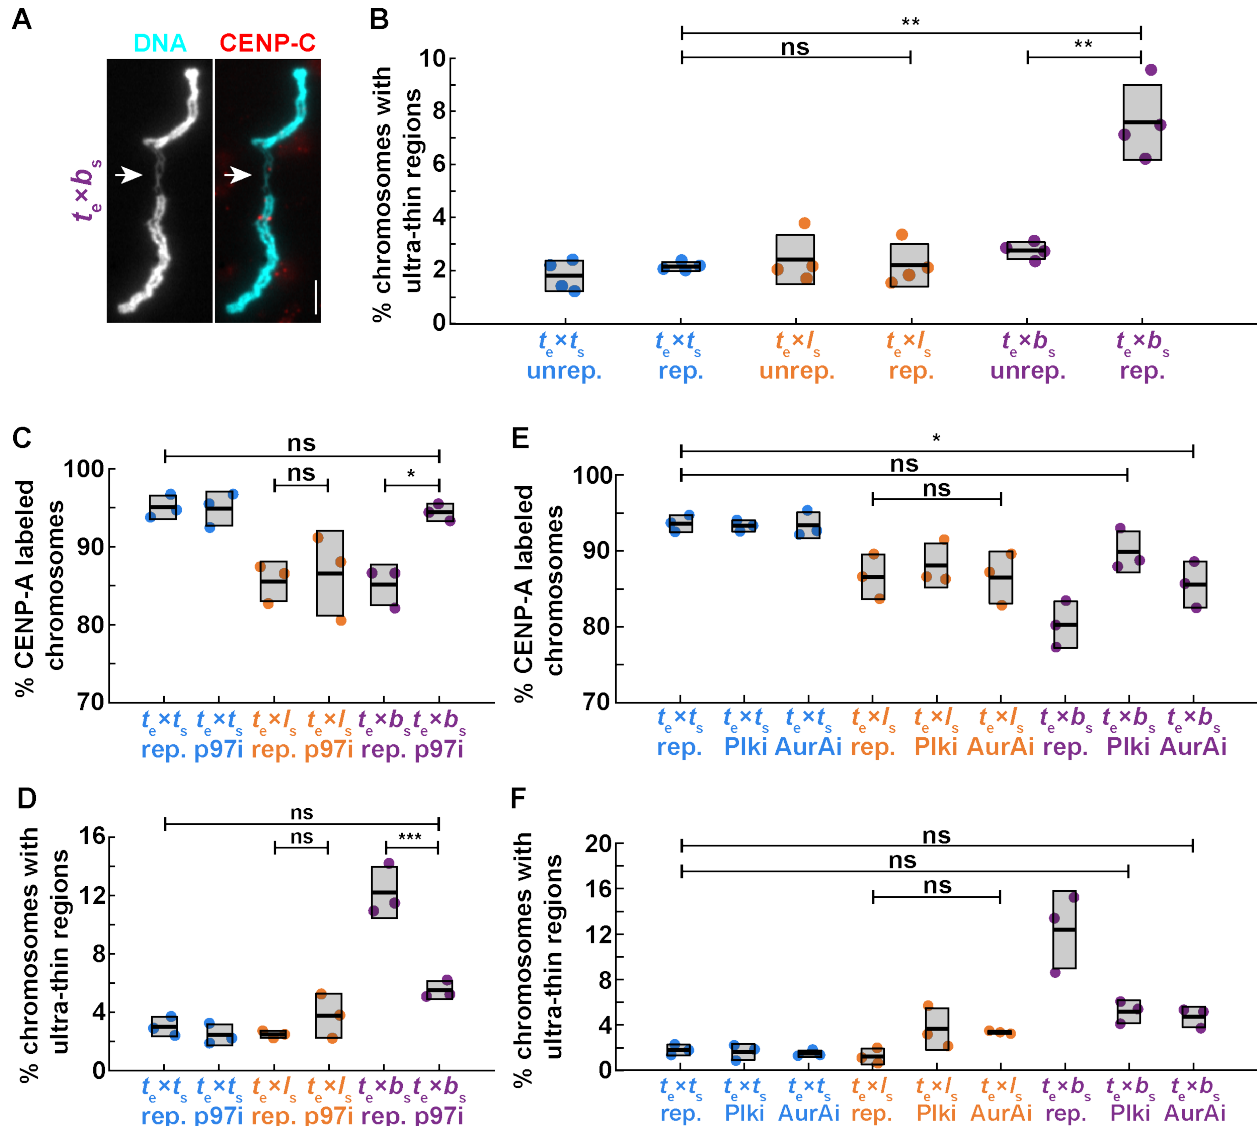 A
DNA CENP-C
te×bs
B
% chromosomes with
ultra-thin regions
**
ns **
10
8
6
4
2
0
te×ts te×ts te×ls te×ls te×bs te×bs
unrep. rep. unrep. rep. unrep. rep.
C
% CENP-A labeled
chromosomes
ns
ns *
100
90
80
70
te×ts te×ts te×ls te×ls te×bs te×bs
rep. p97i rep. p97i rep. p97i
E
% CENP-A labeled
chromosomes
*
ns
ns
100
90
80
70
te×ts te×ts te×ts te×ls te×ls te×ls te×bs te×bs te×bs
rep. Plki AurAi rep. Plki AurAi rep. Plki AurAi
D
% chromosomes with
ultra-thin regions
ns
ns ***
16
12
8
4
0
te×ts te×ts te×ls te×ls te×bs te×bs
rep. p97i rep. p97i rep. p97i
F
% chromosomes with
ultra-thin regions
ns
ns
ns
20
16
12
8
4
0
te×ts te×ts te×ts te×ls te×ls te×ls te×bs te×bs te×bs
rep. Plki AurAi rep. Plki AurAi rep. Plki AurAi